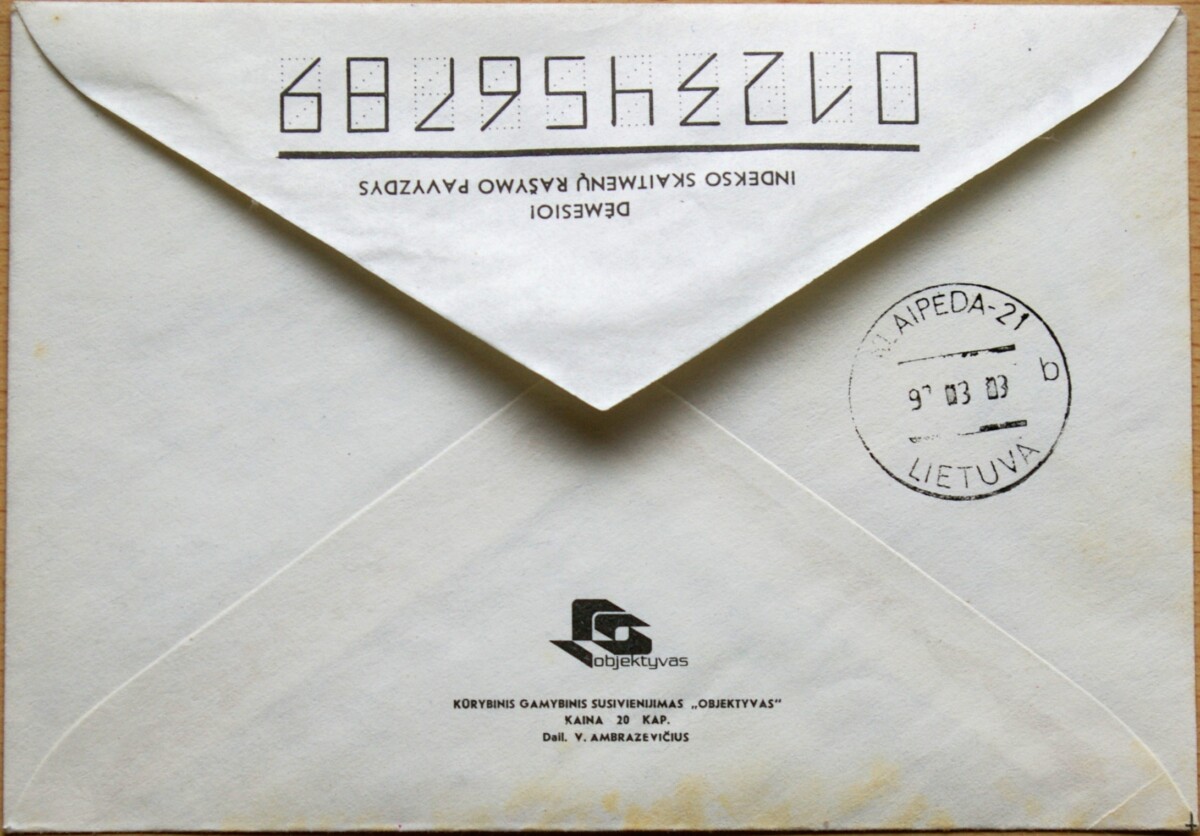 0123456789
INDEKSO SKAITMENŲ RAŠYMO PAVYZDYS
DĖMESIO!
KLAIPĖDA-21
03 03
b
LIETUVA
objektyvas
KŪRYBINIS GAMYBINIS SUSIVIENIJIMAS „OBJEKTYVAS“
KAINA 20 KAP.
Dail. V. AMBRAZEVIČIUS